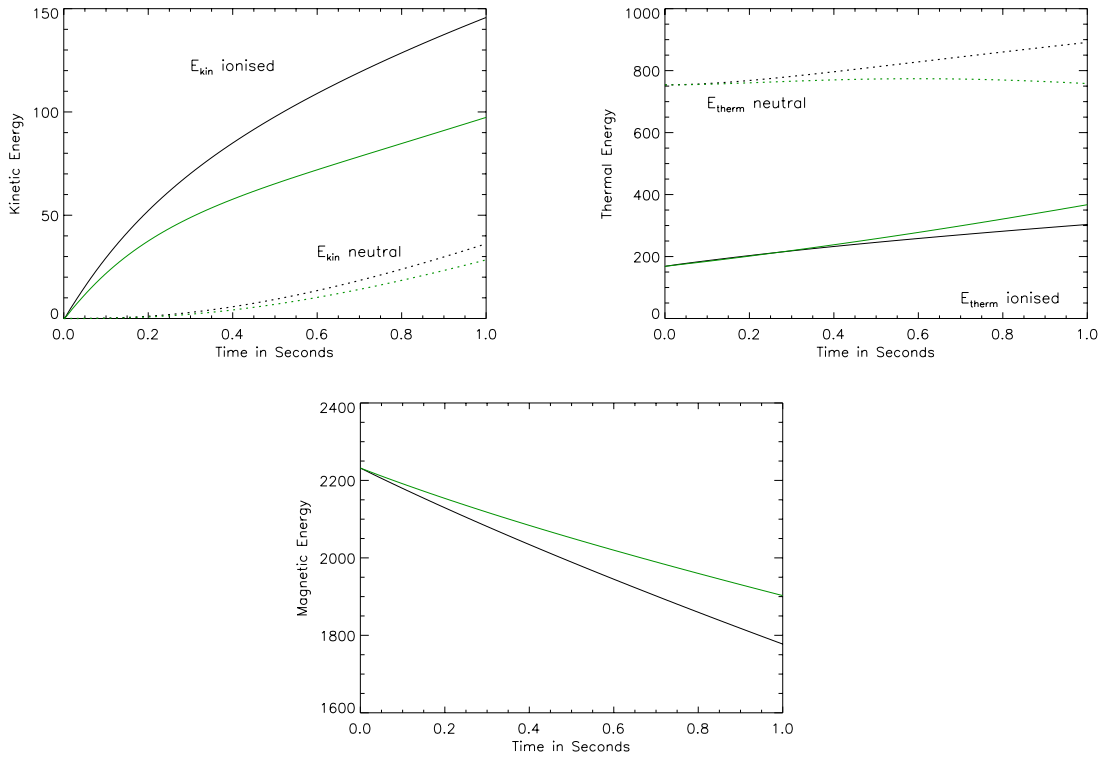 150
100
50
0
Kinetic Energy
E_kin ionised
E_kin neutral
0.0 0.2 0.4 0.6 0.8 1.0
Time in Seconds
1000
800
600
400
200
0
Thermal Energy
E_therm neutral
E_therm ionised
0.0 0.2 0.4 0.6 0.8 1.0
Time in Seconds
2400
2200
2000
1800
1600
Magnetic Energy
0.0 0.2 0.4 0.6 0.8 1.0
Time in Seconds